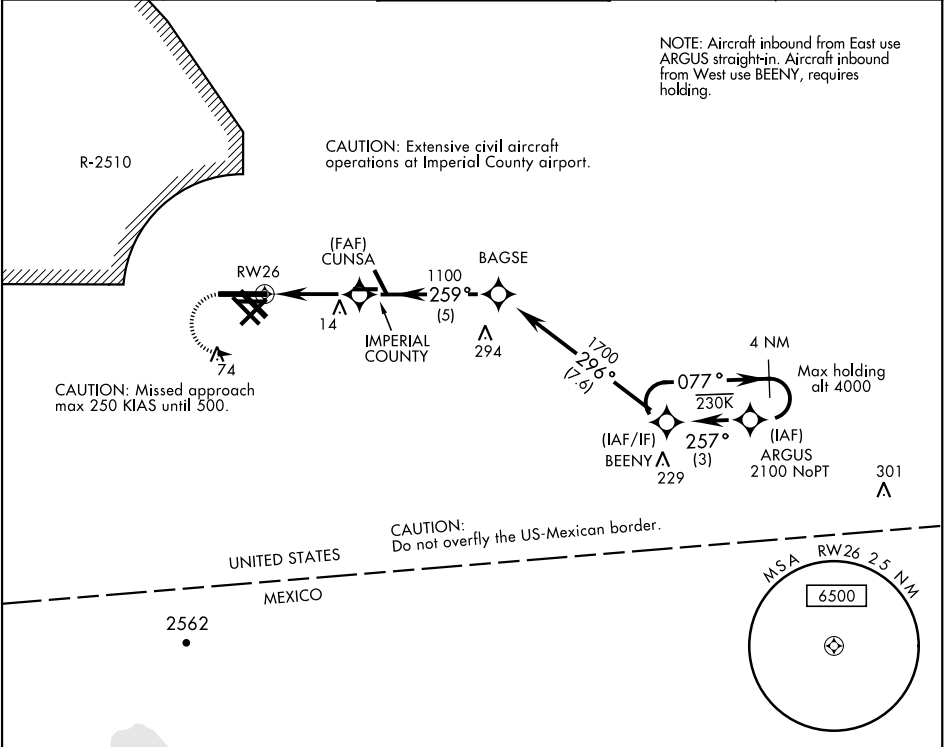 NOTE: Aircraft inbound from East use
ARGUS straight-in. Aircraft inbound
from West use BEENY, requires
holding.
R-2510
CAUTION: Extensive civil aircraft
operations at Imperial County airport.
(FAF)
CUNSA
BAGSE
RW26
1100
259°
(5)
14
IMPERIAL
COUNTY
294
74
CAUTION: Missed approach
max 250 KIAS until 500.
1700
296°
(7.6)
4 NM
Max holding
alt 4000
077°
230K
(IAF/IF)
BEENY
257°
(3)
229
(IAF)
ARGUS
2100 NoPT
301
CAUTION:
Do not overfly the US-Mexican border.
UNITED STATES
MEXICO
2562
MSA RW26 25 NM
6500